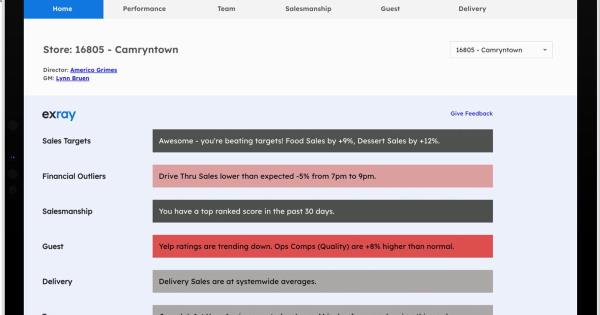 Home Performance Team Salesmanship Guest Delivery
Store: 16805 - Camryntown 16805 - Camryntown
Director: Americo Grimes
GM: Lynn Bruen
exray Give Feedback
Sales Targets Awesome - you're beating targets! Food Sales by +9%, Dessert Sales by +12%.
Financial Outliers Drive Thru Sales lower than expected -5% from 7pm to 9pm.
Salesmanship You have a top ranked score in the past 30 days.
Guest Yelp ratings are trending down. Ops Comps (Quality) are +8% higher than normal.
Delivery Delivery Sales are at systemwide averages.